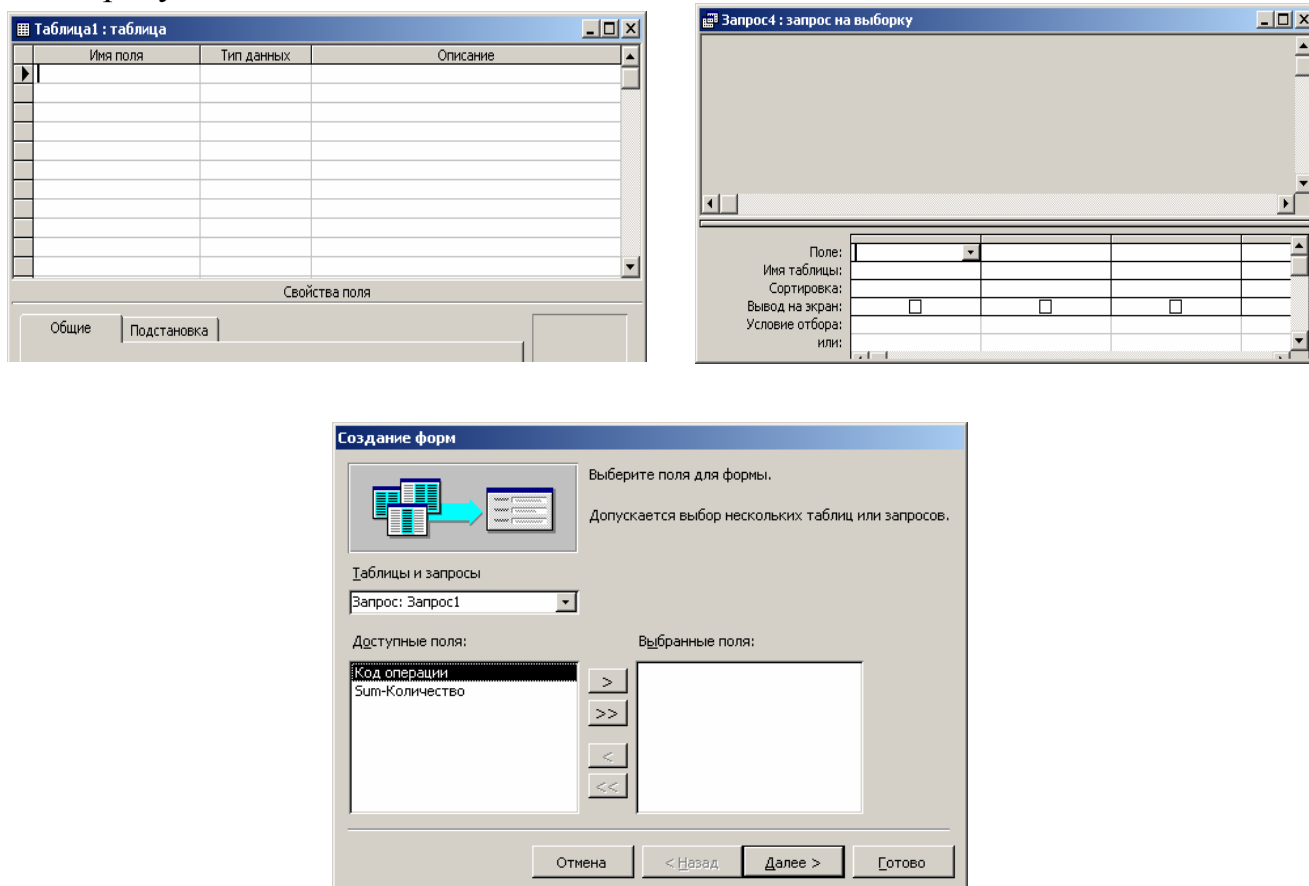 Таблица1 : таблица
Имя поля Тип данных Описание
Свойства поля
Общие Подстановка
Запрос4 : запрос на выборку
Поле:
Имя таблицы:
Сортировка:
Вывод на экран:
Условие отбора:
или:
Создание форм
Выберите поля для формы.
Допускается выбор нескольких таблиц или запросов.
Таблицы и запросы
Запрос: Запрос1
Доступные поля: Выбранные поля:
Код операции
Sum-Количество
>
>>
<
<<
Отмена < Назад Далее > Готово